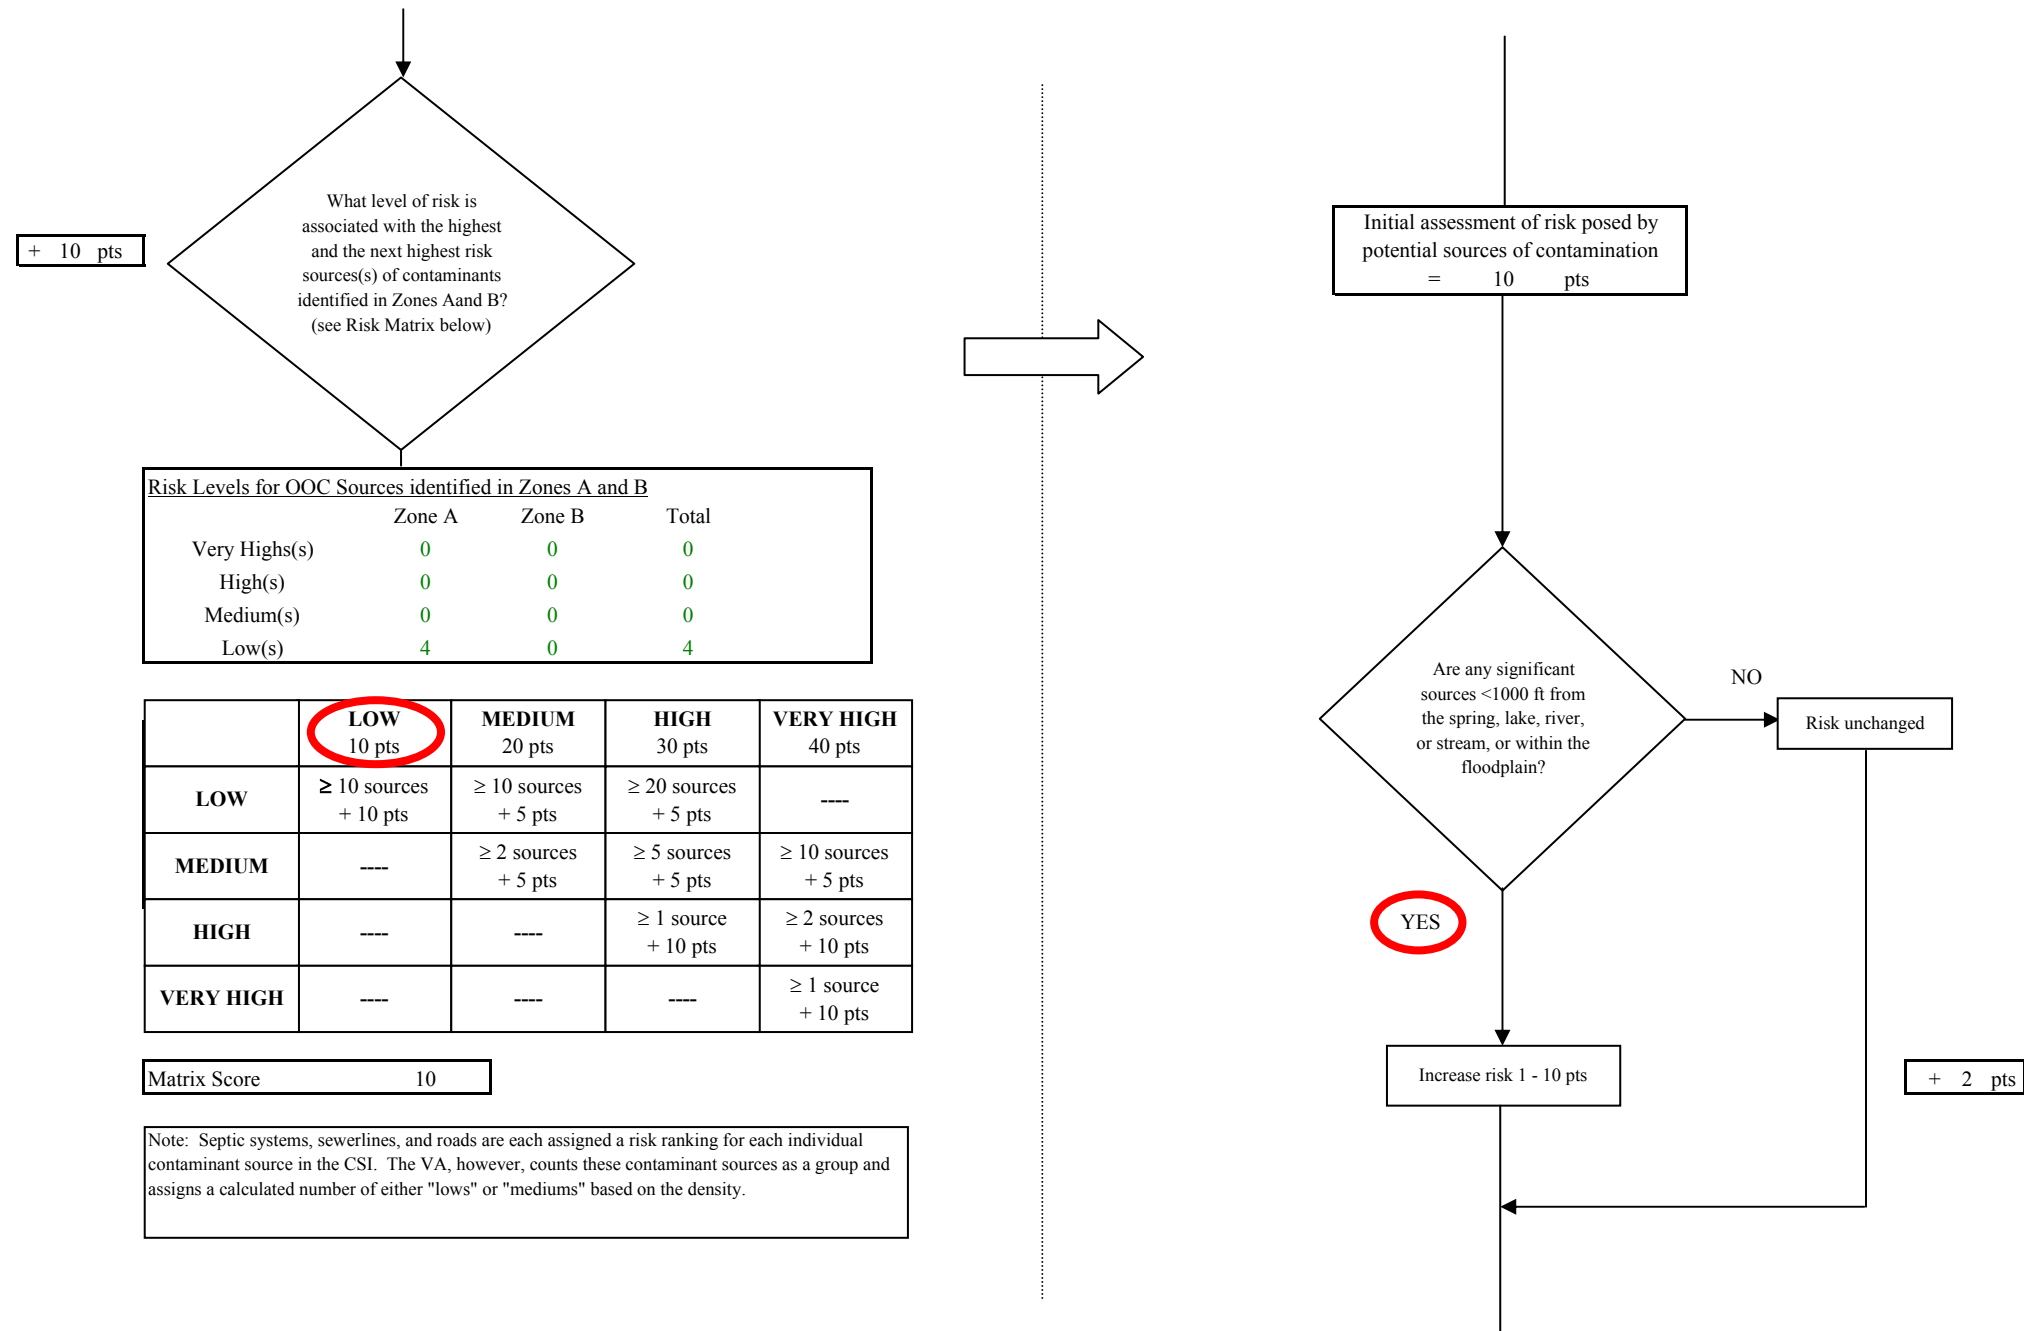 + 10 pts
What level of risk is
associated with the highest
and the next highest risk
sources(s) of contaminants
identified in Zones Aand B?
(see Risk Matrix below)
Risk Levels for OOC Sources identified in Zones A and B
Zone A Zone B Total
Very Highs(s) 0 0 0
High(s) 0 0 0
Medium(s) 0 0 0
Low(s) 4 0 4
LOW MEDIUM HIGH VERY HIGH
10 pts 20 pts 30 pts 40 pts
LOW ≥ 10 sources ≥ 10 sources ≥ 20 sources ----
+ 10 pts + 5 pts + 5 pts
MEDIUM ---- ≥ 2 sources ≥ 5 sources ≥ 10 sources
+ 5 pts + 5 pts + 5 pts
HIGH ---- ---- ≥ 1 source ≥ 2 sources
+ 10 pts + 10 pts
VERY HIGH ---- ---- ---- ≥ 1 source
+ 10 pts
Matrix Score 10
Note: Septic systems, sewerlines, and roads are each assigned a risk ranking for each individual
contaminant source in the CSI. The VA, however, counts these contaminant sources as a group and
assigns a calculated number of either "lows" or "mediums" based on the density.
Initial assessment of risk posed by
potential sources of contamination
= 10 pts
Are any significant
sources <1000 ft from
the spring, lake, river,
or stream, or within the
floodplain?
NO
Risk unchanged
YES
Increase risk 1 - 10 pts
+ 2 pts